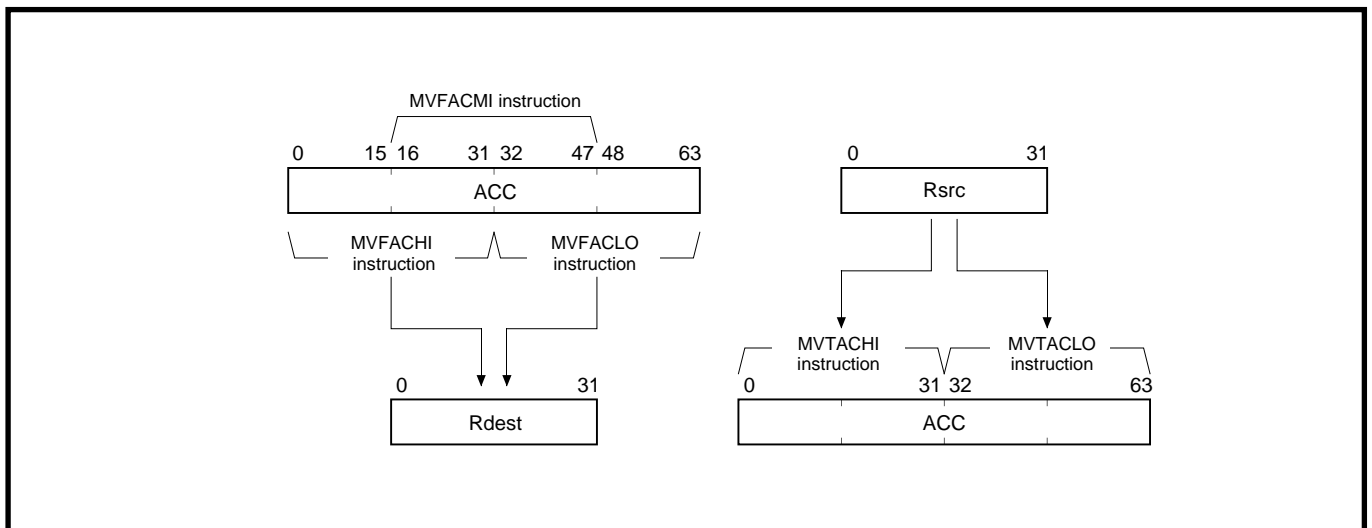 MVFACMI instruction
0 15 16 31 32 47 48 63
ACC
MVFACHI
instruction
MVFACLO
instruction
0 31
Rdest
0 31
Rsrc
MVTACHI
instruction
MVTACLO
instruction
0 31 32 63
ACC